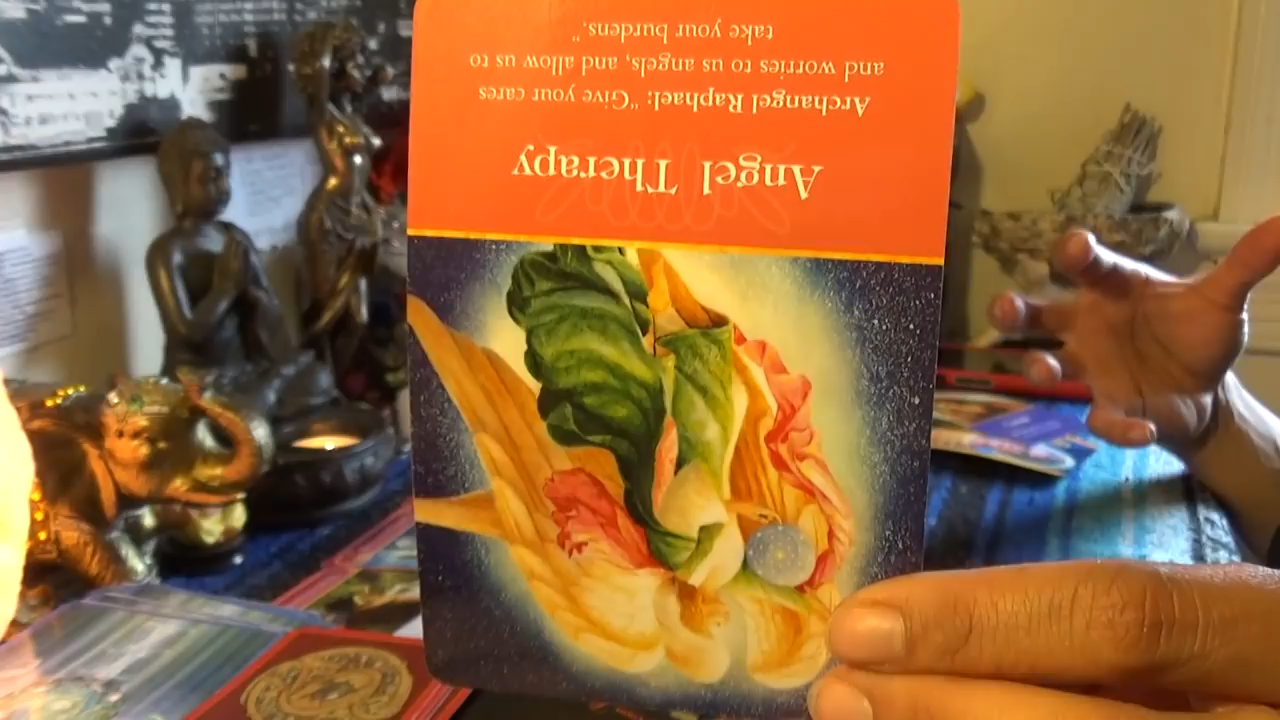 Angel Therapy
Archangel Raphael: "Give your cares
and worries to us angels, and allow us to
take your burdens."